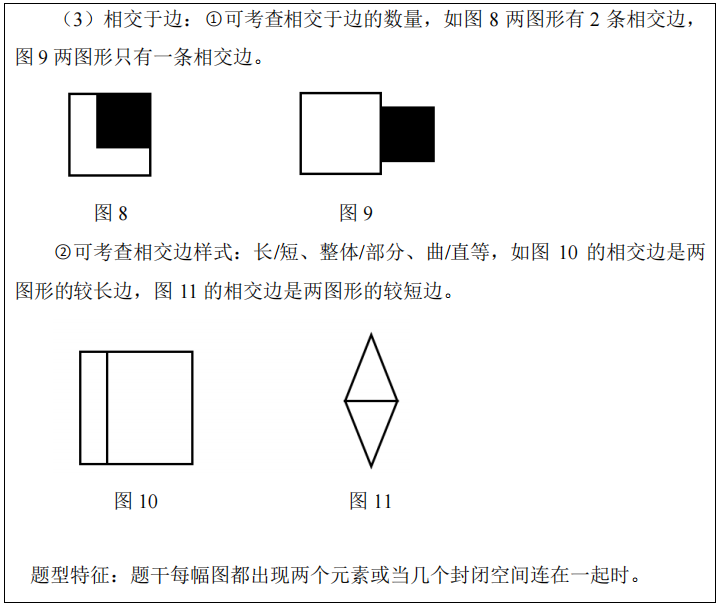 （3）相交于边：①可考查相交于边的数量，如图 8 两图形有 2 条相交边，
图 9 两图形只有一条相交边。
图 8
图 9
②可考查相交边样式：长/短、整体/部分、曲/直等，如图 10 的相交边是两
图形的较长边，图 11 的相交边是两图形的较短边。
图 10
图 11
题型特征：题干每幅图都出现两个元素或当几个封闭空间连在一起时。